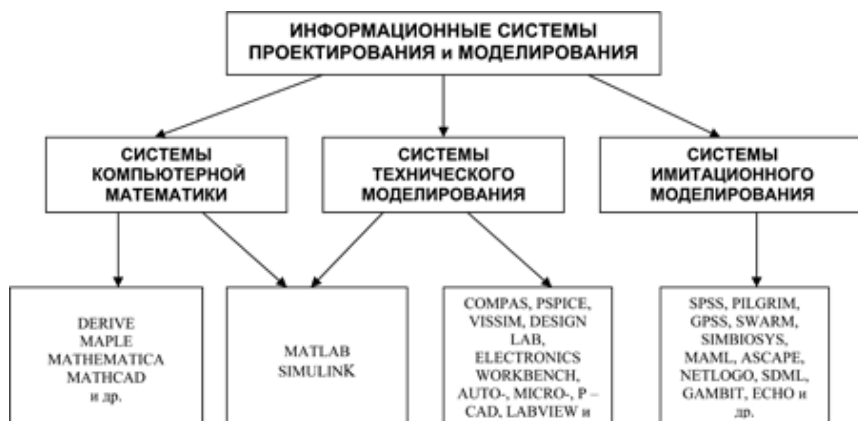 ИНФОРМАЦИОННЫЕ СИСТЕМЫ
ПРОЕКТИРОВАНИЯ и МОДЕЛИРОВАНИЯ
СИСТЕМЫ
КОМПЬЮТЕРНОЙ
МАТЕМАТИКИ
СИСТЕМЫ
ТЕХНИЧЕСКОГО
МОДЕЛИРОВАНИЯ
СИСТЕМЫ
ИМИТАЦИОННОГО
МОДЕЛИРОВАНИЯ
DERIVE
MAPLE
MATHEMATICA
MATHCAD
и др.
MATLAB
SIMULINK
COMPAS, PSPICE,
VISSIM, DESIGN
LAB,
ELECTRONICS
WORKBENCH,
AUTO-, MICRO-, P –
CAD, LABVIEW и
SPSS, PILGRIM,
GPSS, SWARM,
SIMBIOSYS,
MAML, ASCAPE,
NETLOGO, SDML,
GAMBIT, ECHO и
др.